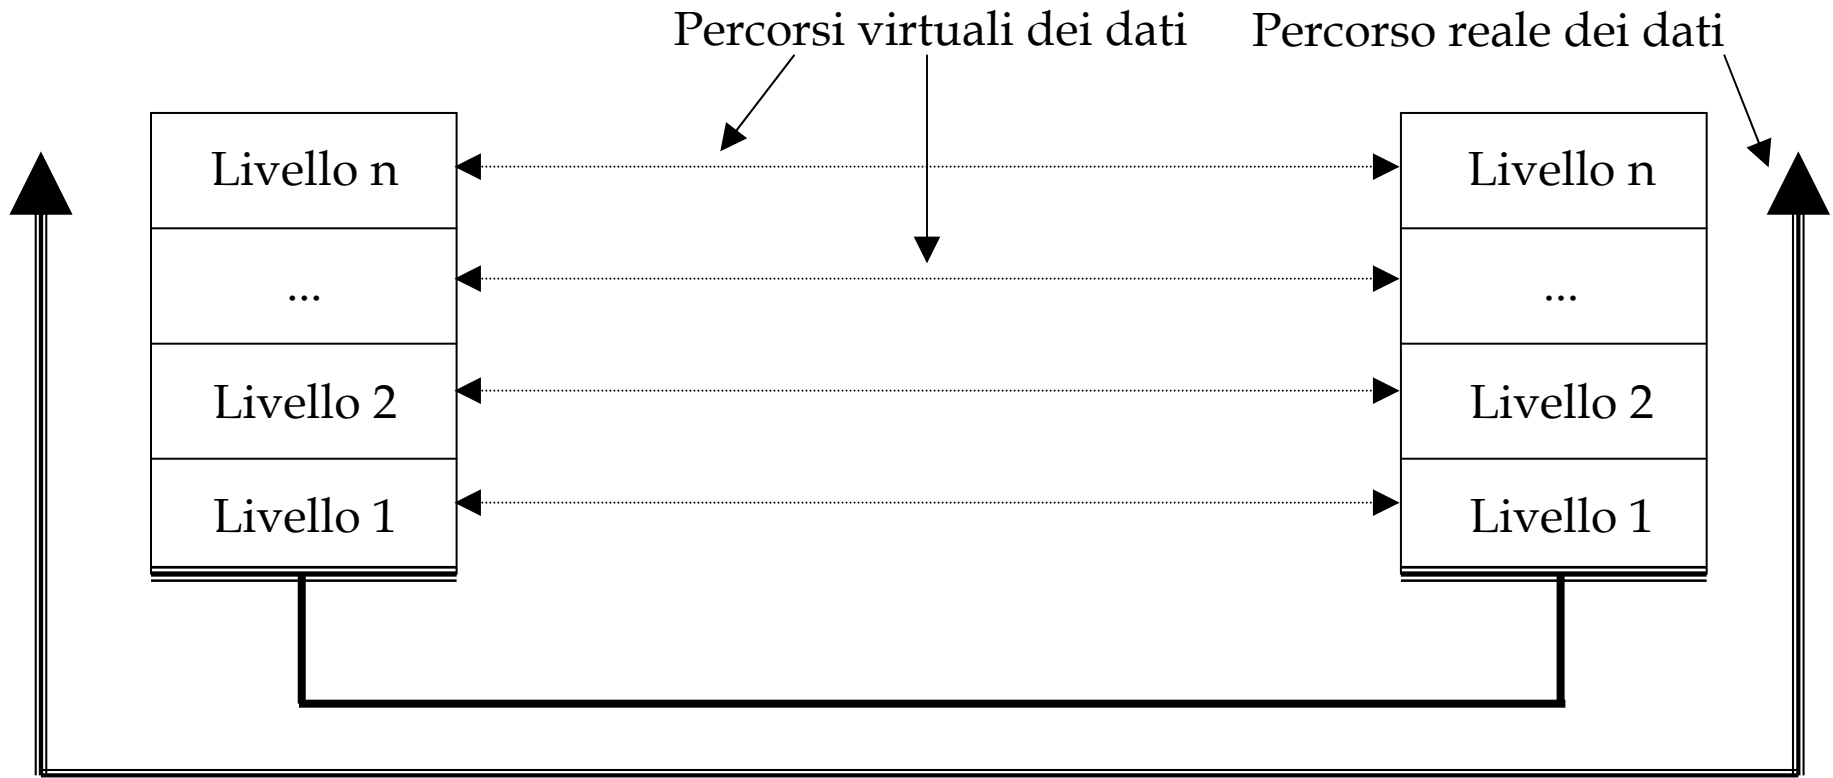 Percorsi virtuali dei dati
Percorso reale dei dati
Livello n
Livello n
...
...
Livello 2
Livello 2
Livello 1
Livello 1